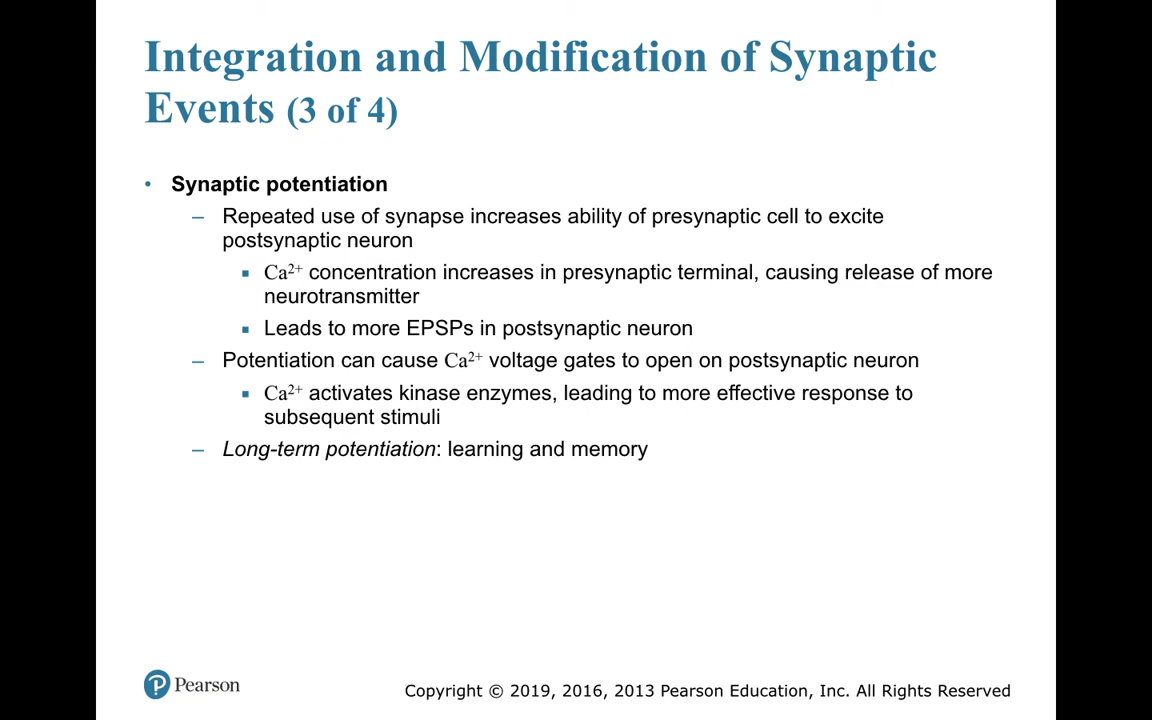 Integration and Modification of Synaptic
Events (3 of 4)
• Synaptic potentiation
– Repeated use of synapse increases ability of presynaptic cell to excite
postsynaptic neuron
▪ Ca²⁺ concentration increases in presynaptic terminal, causing release of more
neurotransmitter
▪ Leads to more EPSPs in postsynaptic neuron
– Potentiation can cause Ca²⁺ voltage gates to open on postsynaptic neuron
▪ Ca²⁺ activates kinase enzymes, leading to more effective response to
subsequent stimuli
– Long-term potentiation: learning and memory
P Pearson
Copyright © 2019, 2016, 2013 Pearson Education, Inc. All Rights Reserved